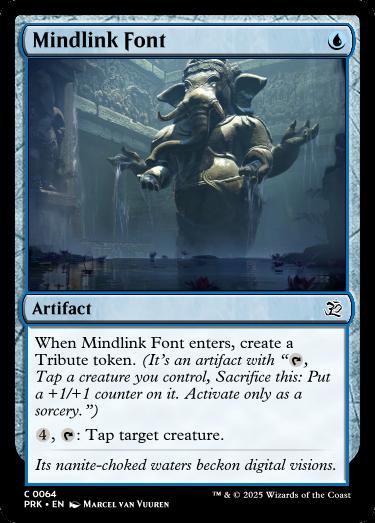 Mindlink Font
Artifact
When Mindlink Font enters, create a
Tribute token. (It's an artifact with “,
Tap a creature you control, Sacrifice this: Put
a +1/+1 counter on it. Activate only as a
sorcery.”)
4, : Tap target creature.
Its nanite-choked waters beckon digital visions.
C 0064
PRK • EN Marcel van Vuuren
™ & © 2025 Wizards of the Coast